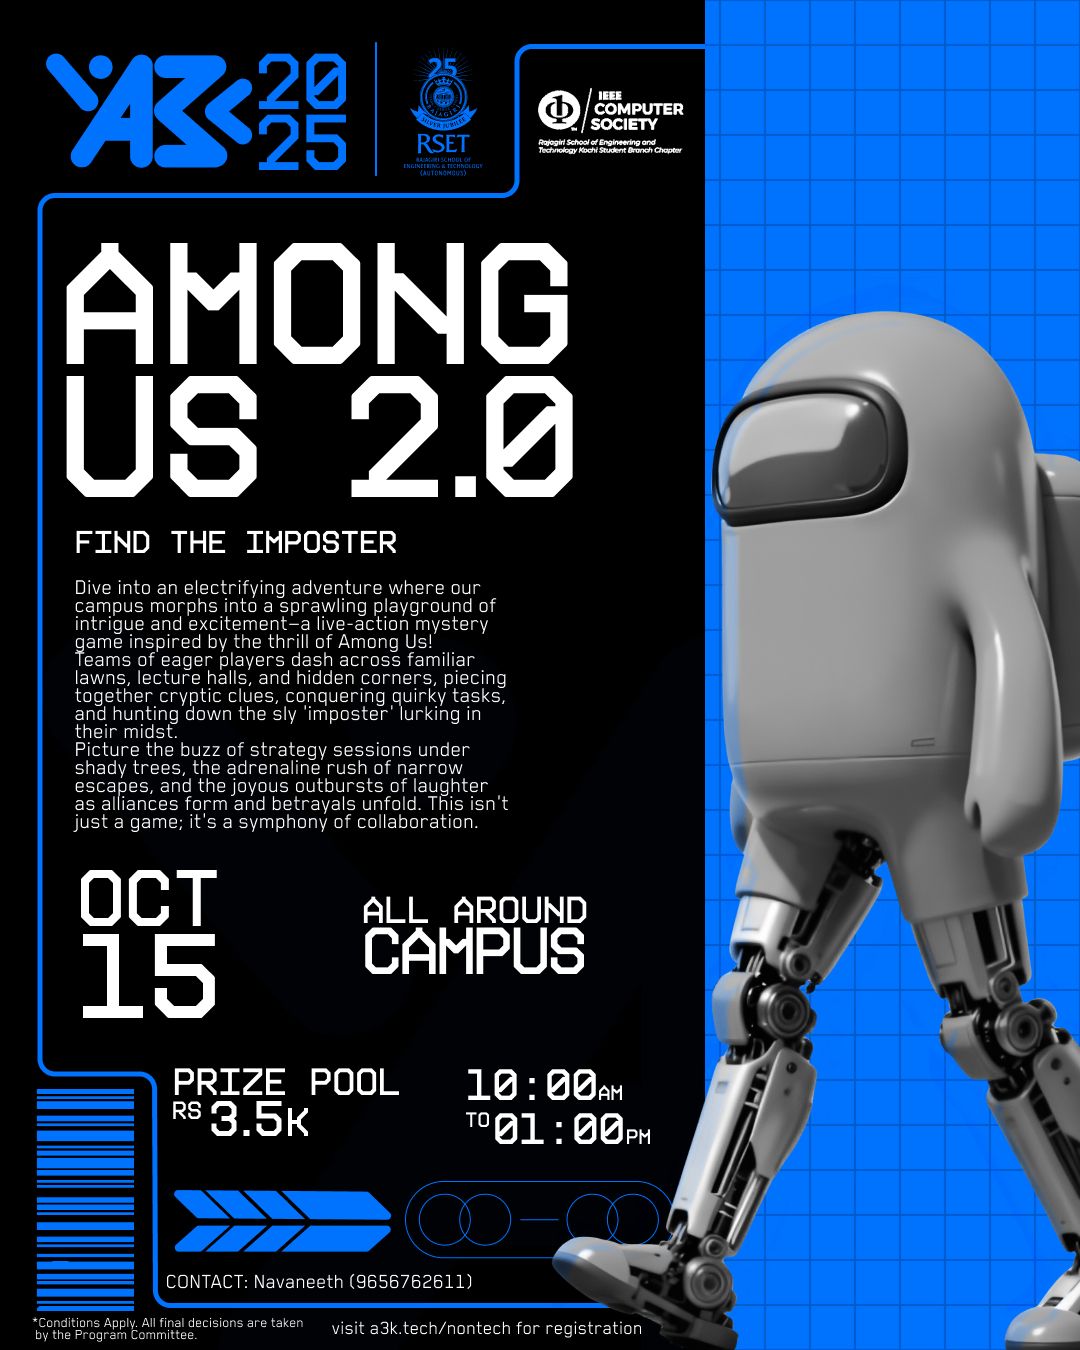 A3K 2025
25
RAJAGIRI
SILVER JUBILEE
RSET
RAJAGIRI SCHOOL OF
ENGINEERING & TECHNOLOGY
(AUTONOMOUS)
IEEE
COMPUTER
SOCIETY
TM
Rajagiri School of Engineering and
Technology Kochi Student Branch Chapter
AMONG
US 2.0
FIND THE IMPOSTER
Dive into an electrifying adventure where our
campus morphs into a sprawling playground of
intrigue and excitement—a live-action mystery
game inspired by the thrill of Among Us!
Teams of eager players dash across familiar
lawns, lecture halls, and hidden corners, piecing
together cryptic clues, conquering quirky tasks,
and hunting down the sly 'imposter' lurking in
their midst.
Picture the buzz of strategy sessions under
shady trees, the adrenaline rush of narrow
escapes, and the joyous outbursts of laughter
as alliances form and betrayals unfold. This isn't
just a game; it's a symphony of collaboration.
OCT
15
ALL AROUND
CAMPUS
PRIZE POOL
RS 3.5K
10:00AM
TO 01:00PM
CONTACT: Navaneeth (9656762611)
*Conditions Apply. All final decisions are taken
by the Program Committee.
visit a3k.tech/nontech for registration